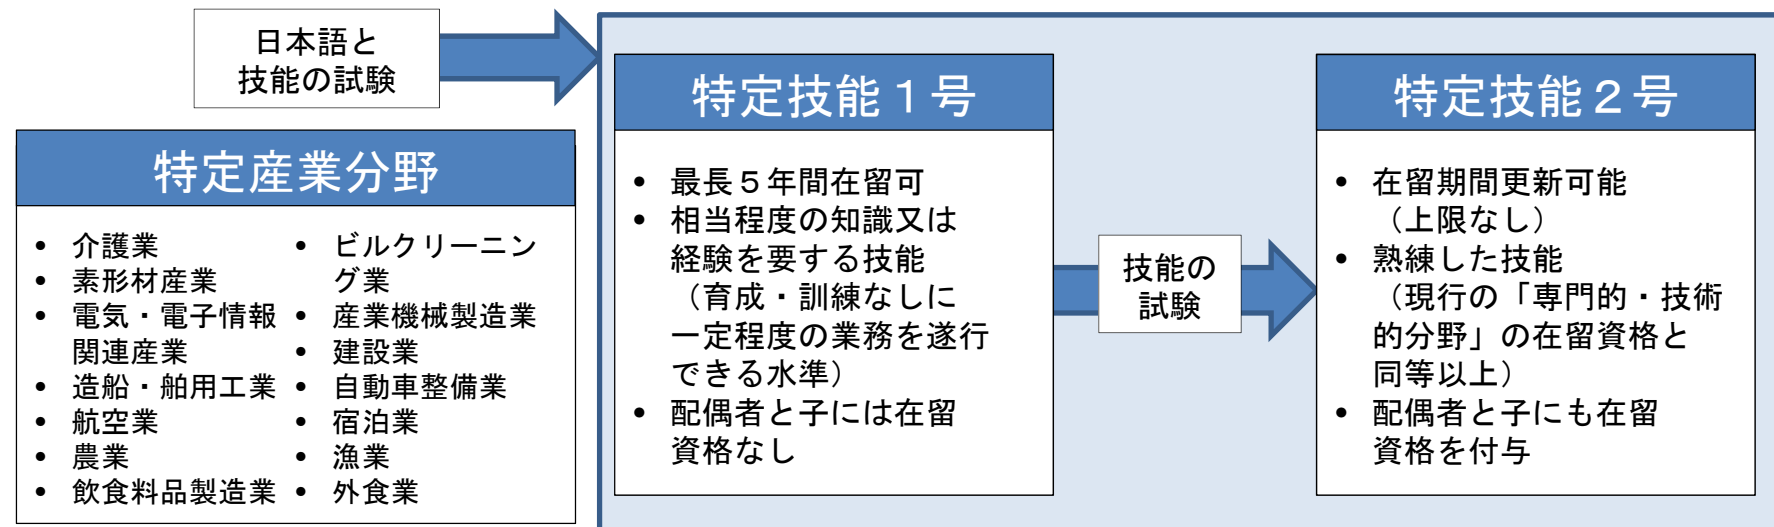 日本語と
技能の試験
特定産業分野
• 介護業
• 素形材産業
• 電気・電子情報
関連産業
• 造船・舶用工業
• 航空業
• 農業
• 飲食料品製造業
• ビルクリーニン
グ業
• 産業機械製造業
• 建設業
• 自動車整備業
• 宿泊業
• 漁業
• 外食業
特定技能１号
• 最長５年間在留可
• 相当程度の知識又は
経験を要する技能
（育成・訓練なしに
一定程度の業務を遂行
できる水準）
• 配偶者と子には在留
資格なし
技能の
試験
特定技能２号
• 在留期間更新可能
（上限なし）
• 熟練した技能
（現行の「専門的・技術
的分野」の在留資格と
同等以上）
• 配偶者と子にも在留
資格を付与